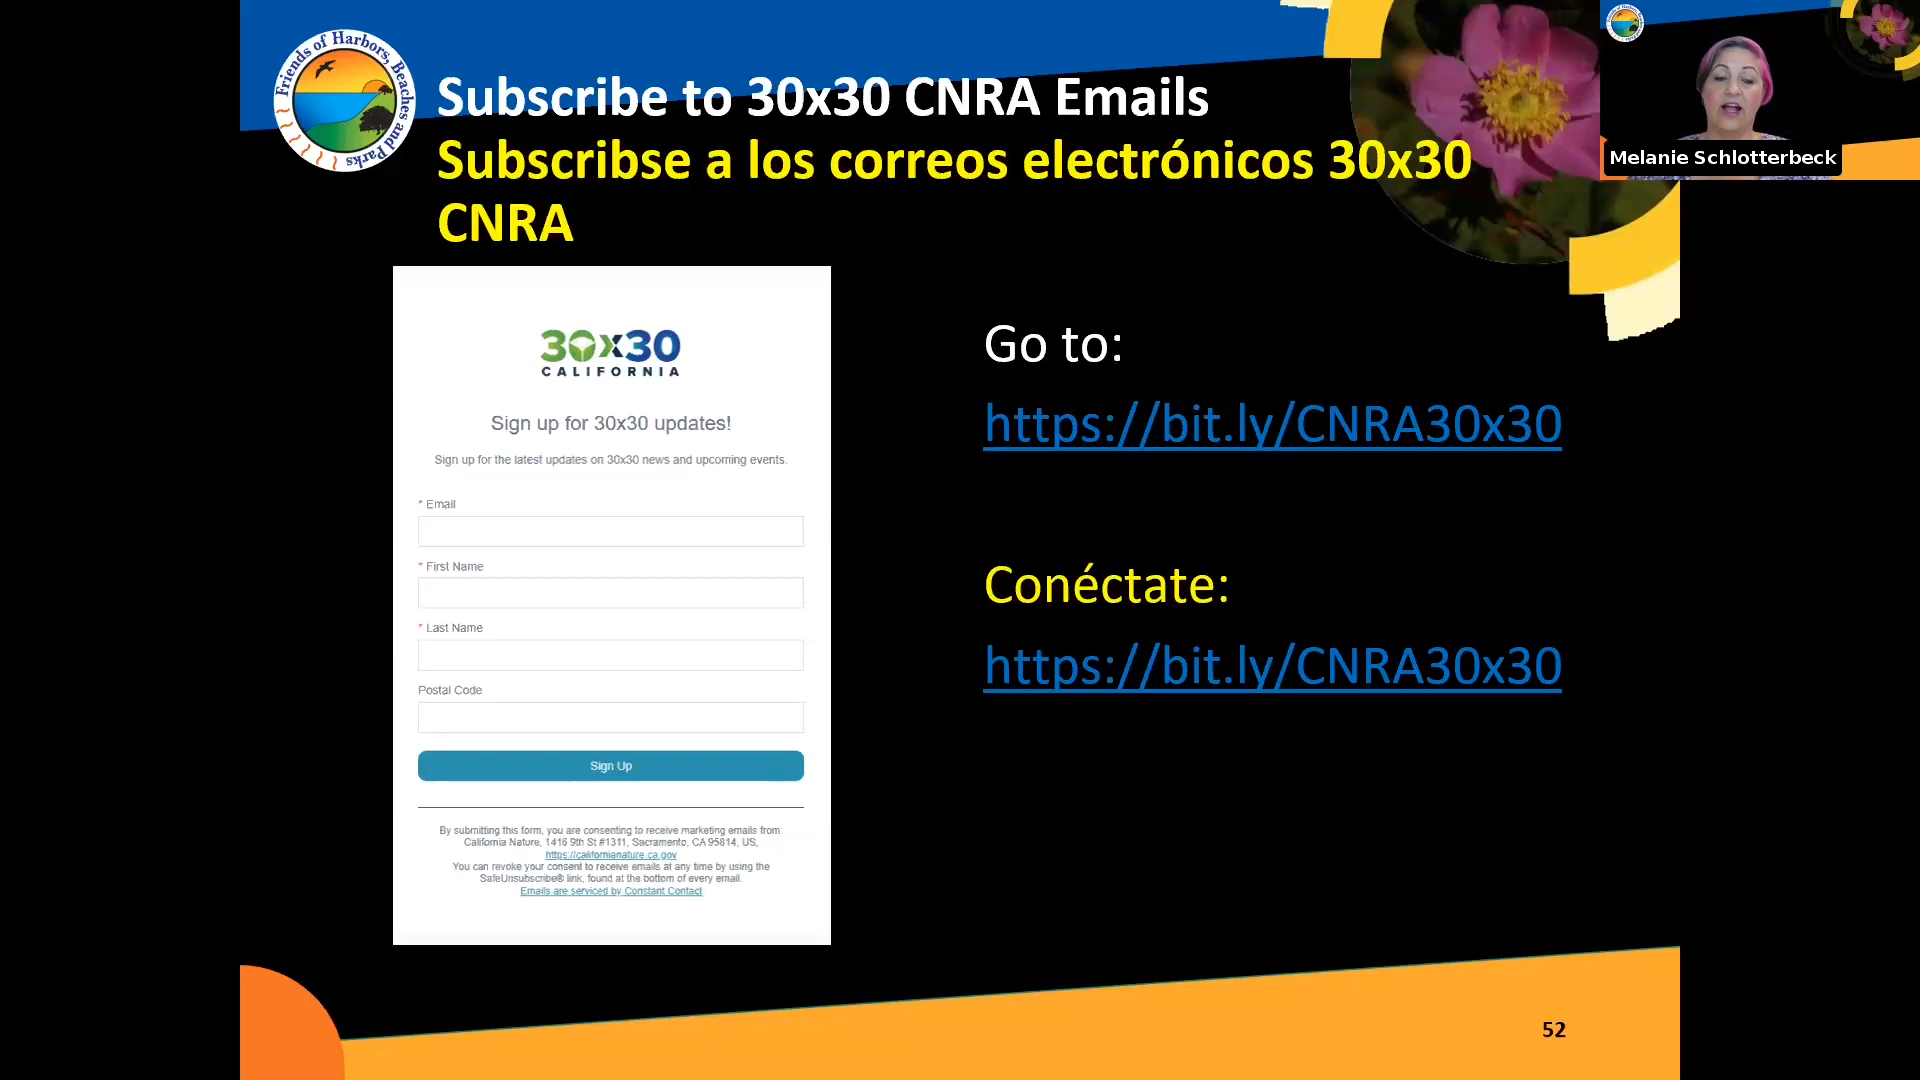 Friends of Harbors, Beaches and Parks
Subscribe to 30x30 CNRA Emails
Subscribse a los correos electrónicos 30x30
CNRA
Melanie Schlotterbeck
30x30
CALIFORNIA
Sign up for 30x30 updates!
Sign up for the latest updates on 30x30 news and upcoming events.
* Email
* First Name
* Last Name
Postal Code
Sign Up
By submitting this form, you are consenting to receive marketing emails from:
California Nature, 1416 9th St #1311, Sacramento, CA 95814, US,
https://californianature.ca.gov
You can revoke your consent to receive emails at any time by using the
SafeUnsubscribe® link, found at the bottom of every email.
Emails are serviced by Constant Contact
Go to:
https://bit.ly/CNRA30x30
Conéctate:
https://bit.ly/CNRA30x30
52